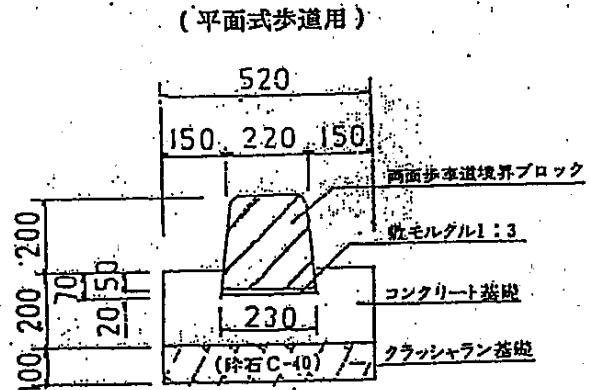 (平面式歩道用)
520
150 220 150
両面歩車道境界ブロック
200
敷モルタル1:3
70 50
200
20
コンクリート基礎
230
クラッシャラン基礎
(砕石C-40)